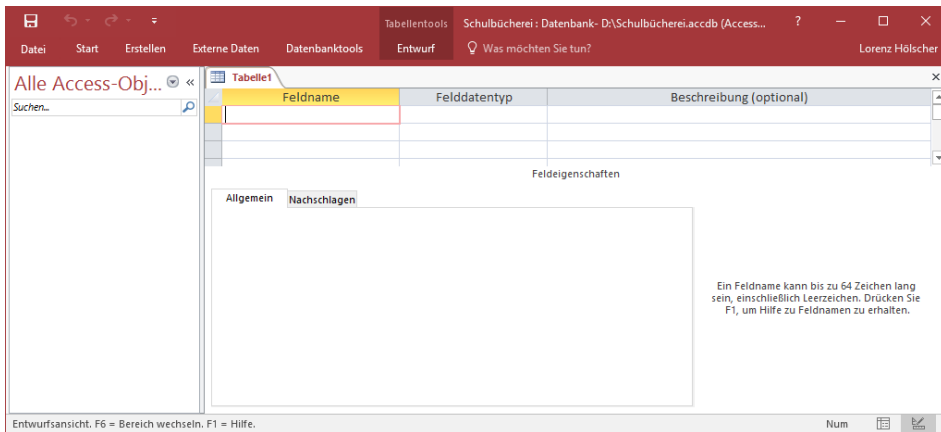 Tabellentools Schulbücherei : Datenbank- D:\Schulbücherei.accdb (Access... ?
Datei Start Erstellen Externe Daten Datenbanktools Entwurf Was möchten Sie tun? Lorenz Hölscher
Alle Access-Obj... «
Suchen...
Tabelle1
Feldname Felddatentyp Beschreibung (optional)
Feldeigenschaften
Allgemein Nachschlagen
Ein Feldname kann bis zu 64 Zeichen lang
sein, einschließlich Leerzeichen. Drücken Sie
F1, um Hilfe zu Feldnamen zu erhalten.
Entwurfsansicht. F6 = Bereich wechseln. F1 = Hilfe. Num